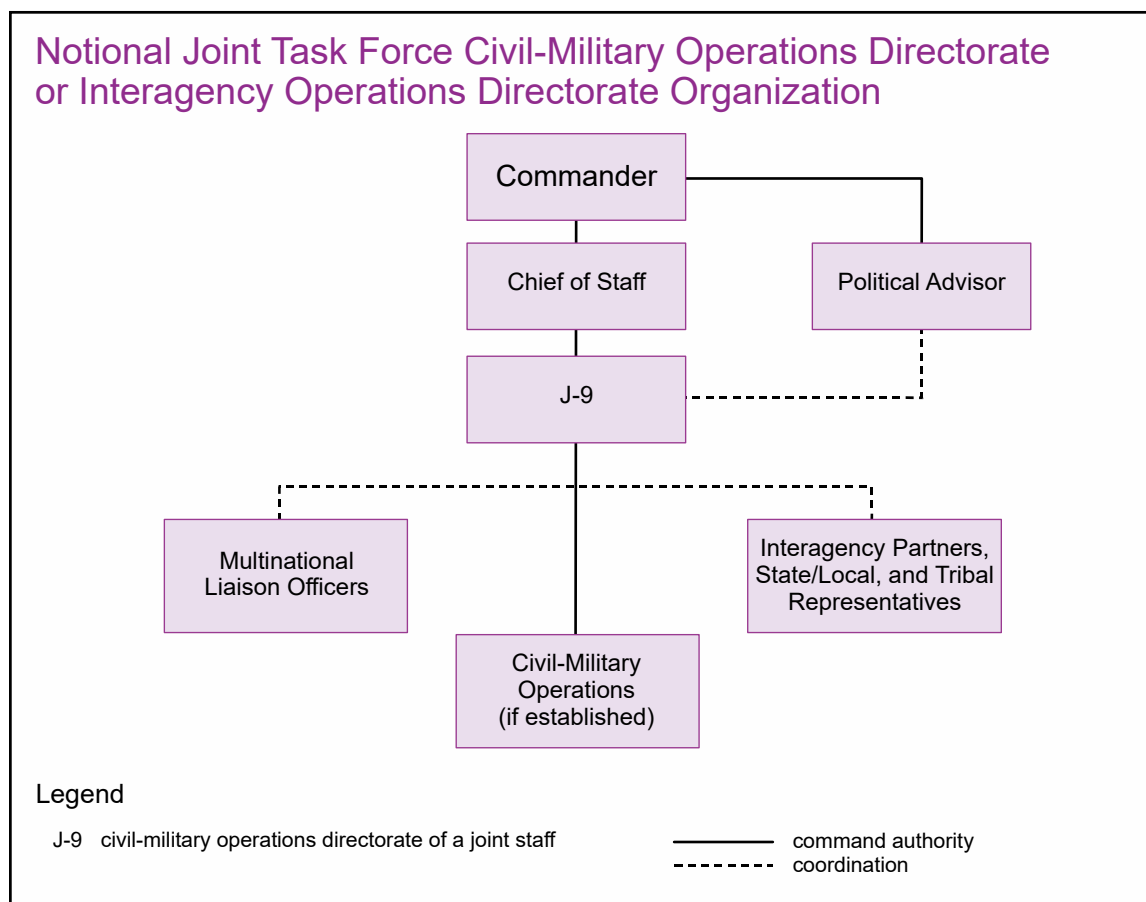 Notional Joint Task Force Civil-Military Operations Directorate
or Interagency Operations Directorate Organization
Commander
Chief of Staff
Political Advisor
J-9
Multinational
Liaison Officers
Interagency Partners,
State/Local, and Tribal
Representatives
Civil-Military
Operations
(if established)
Legend
J-9 civil-military operations directorate of a joint staff
command authority
coordination